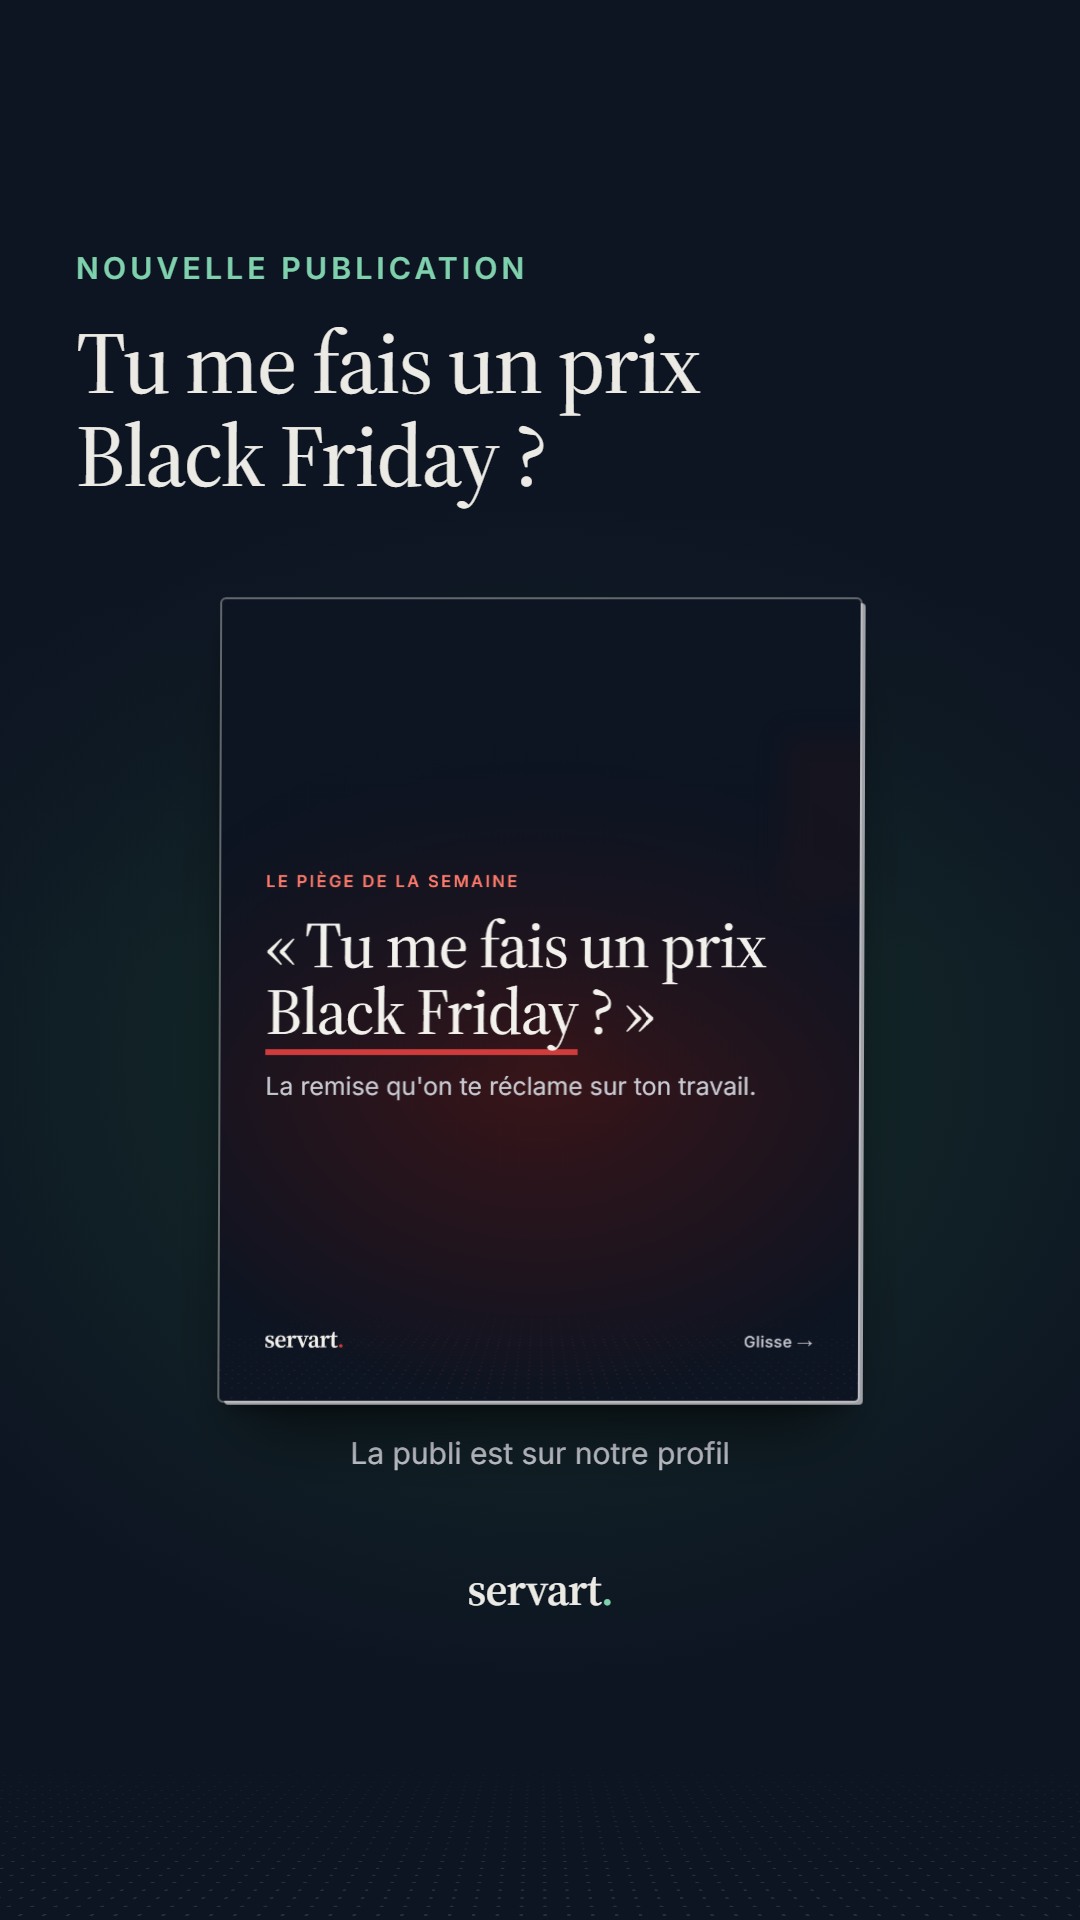 NOUVELLE PUBLICATION
Tu me fais un prix
Black Friday ?
LE PIÈGE DE LA SEMAINE
« Tu me fais un prix
Black Friday ? »
La remise qu'on te réclame sur ton travail.
servart.
Glisse →
La publi est sur notre profil
servart.